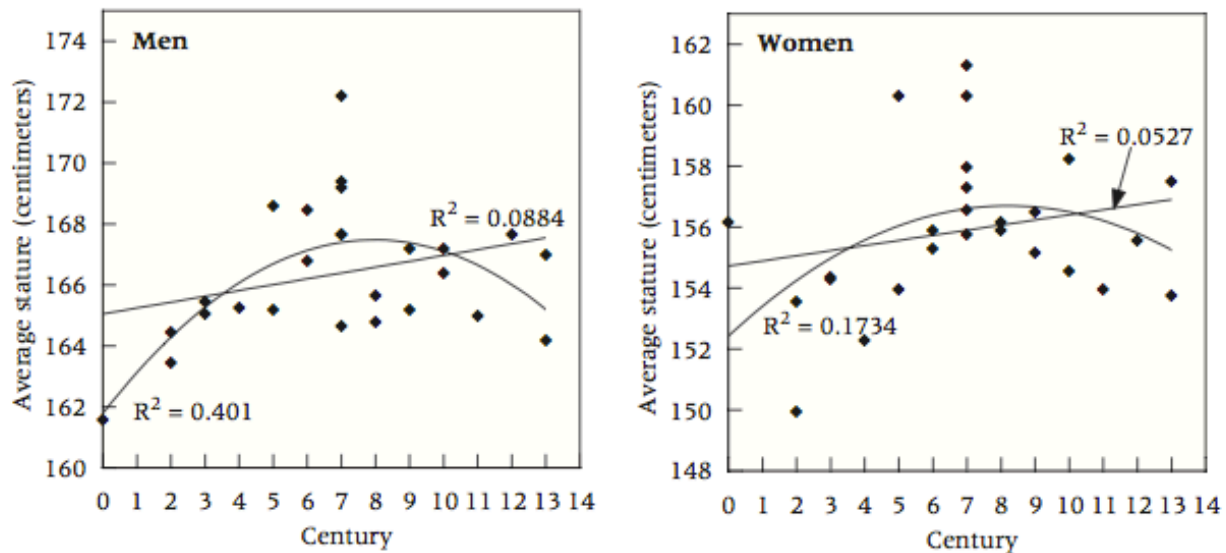 Men
Average stature (centimeters)
174
172
170
168
166
164
162
160
R² = 0.0884
R² = 0.401
0 1 2 3 4 5 6 7 8 9 10 11 12 13 14
Century
Women
Average stature (centimeters)
162
160
158
156
154
152
150
148
R² = 0.0527
R² = 0.1734
0 1 2 3 4 5 6 7 8 9 10 11 12 13 14
Century